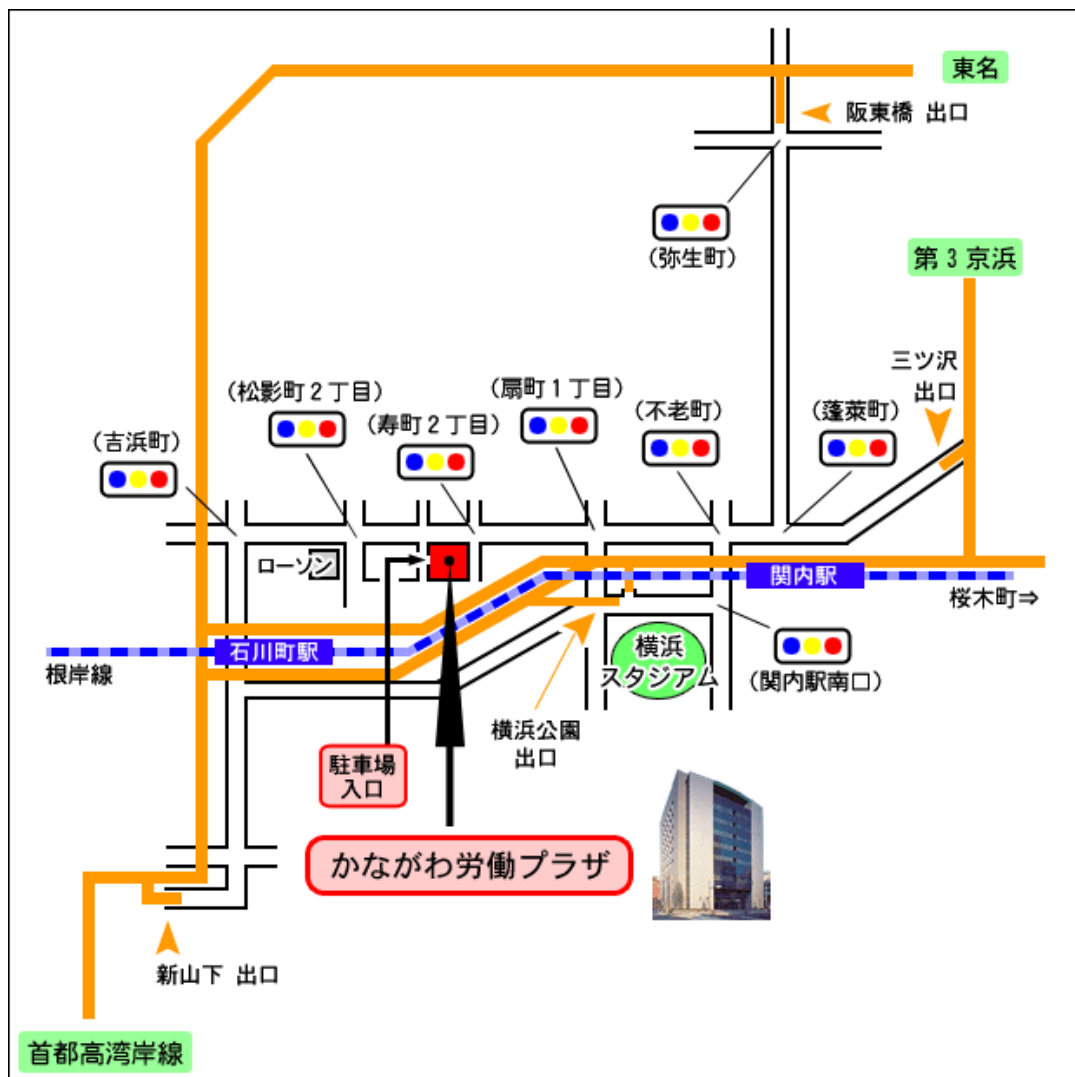 東名
阪東橋 出口
(弥生町)
第3京浜
三ツ沢
出口
(松影町2丁目)
(扇町1丁目)
(不老町)
(蓬莱町)
(寿町2丁目)
(吉浜町)
ローソン
関内駅
桜木町⇒
石川町駅
根岸線
横浜
スタジアム
(関内駅南口)
横浜公園
出口
駐車場
入口
かながわ労働プラザ
新山下 出口
首都高湾岸線